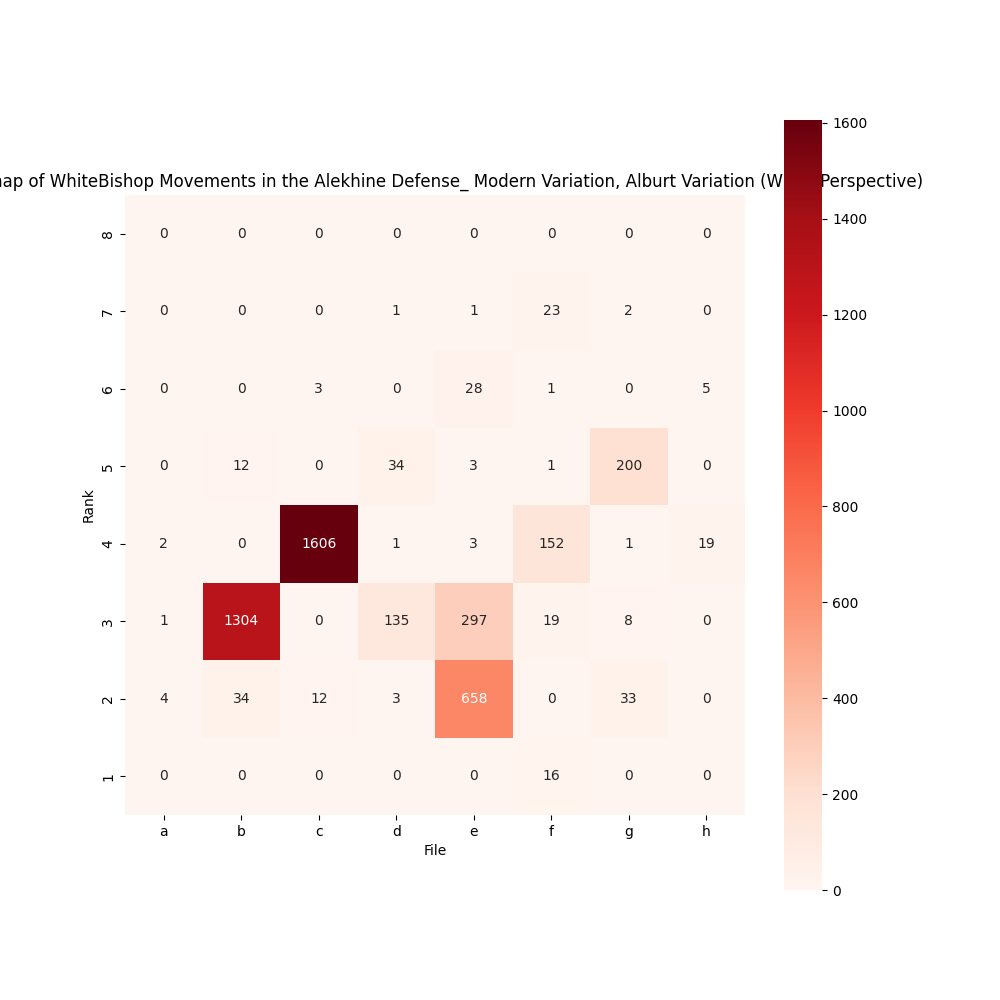 map of WhiteBishop Movements in the Alekhine Defense_ Modern Variation, Alburt Variation (W Perspective)
8 0 0 0 0 0 0 0 0
7 0 0 0 1 1 23 2 0
6 0 0 3 0 28 1 0 5
5 0 12 0 34 3 1 200 0
4 2 0 1606 1 3 152 1 19
3 1 1304 0 135 297 19 8 0
2 4 34 12 3 658 0 33 0
1 0 0 0 0 0 16 0 0
a b c d e f g h
File
Rank
1600
1400
1200
1000
800
600
400
200
0